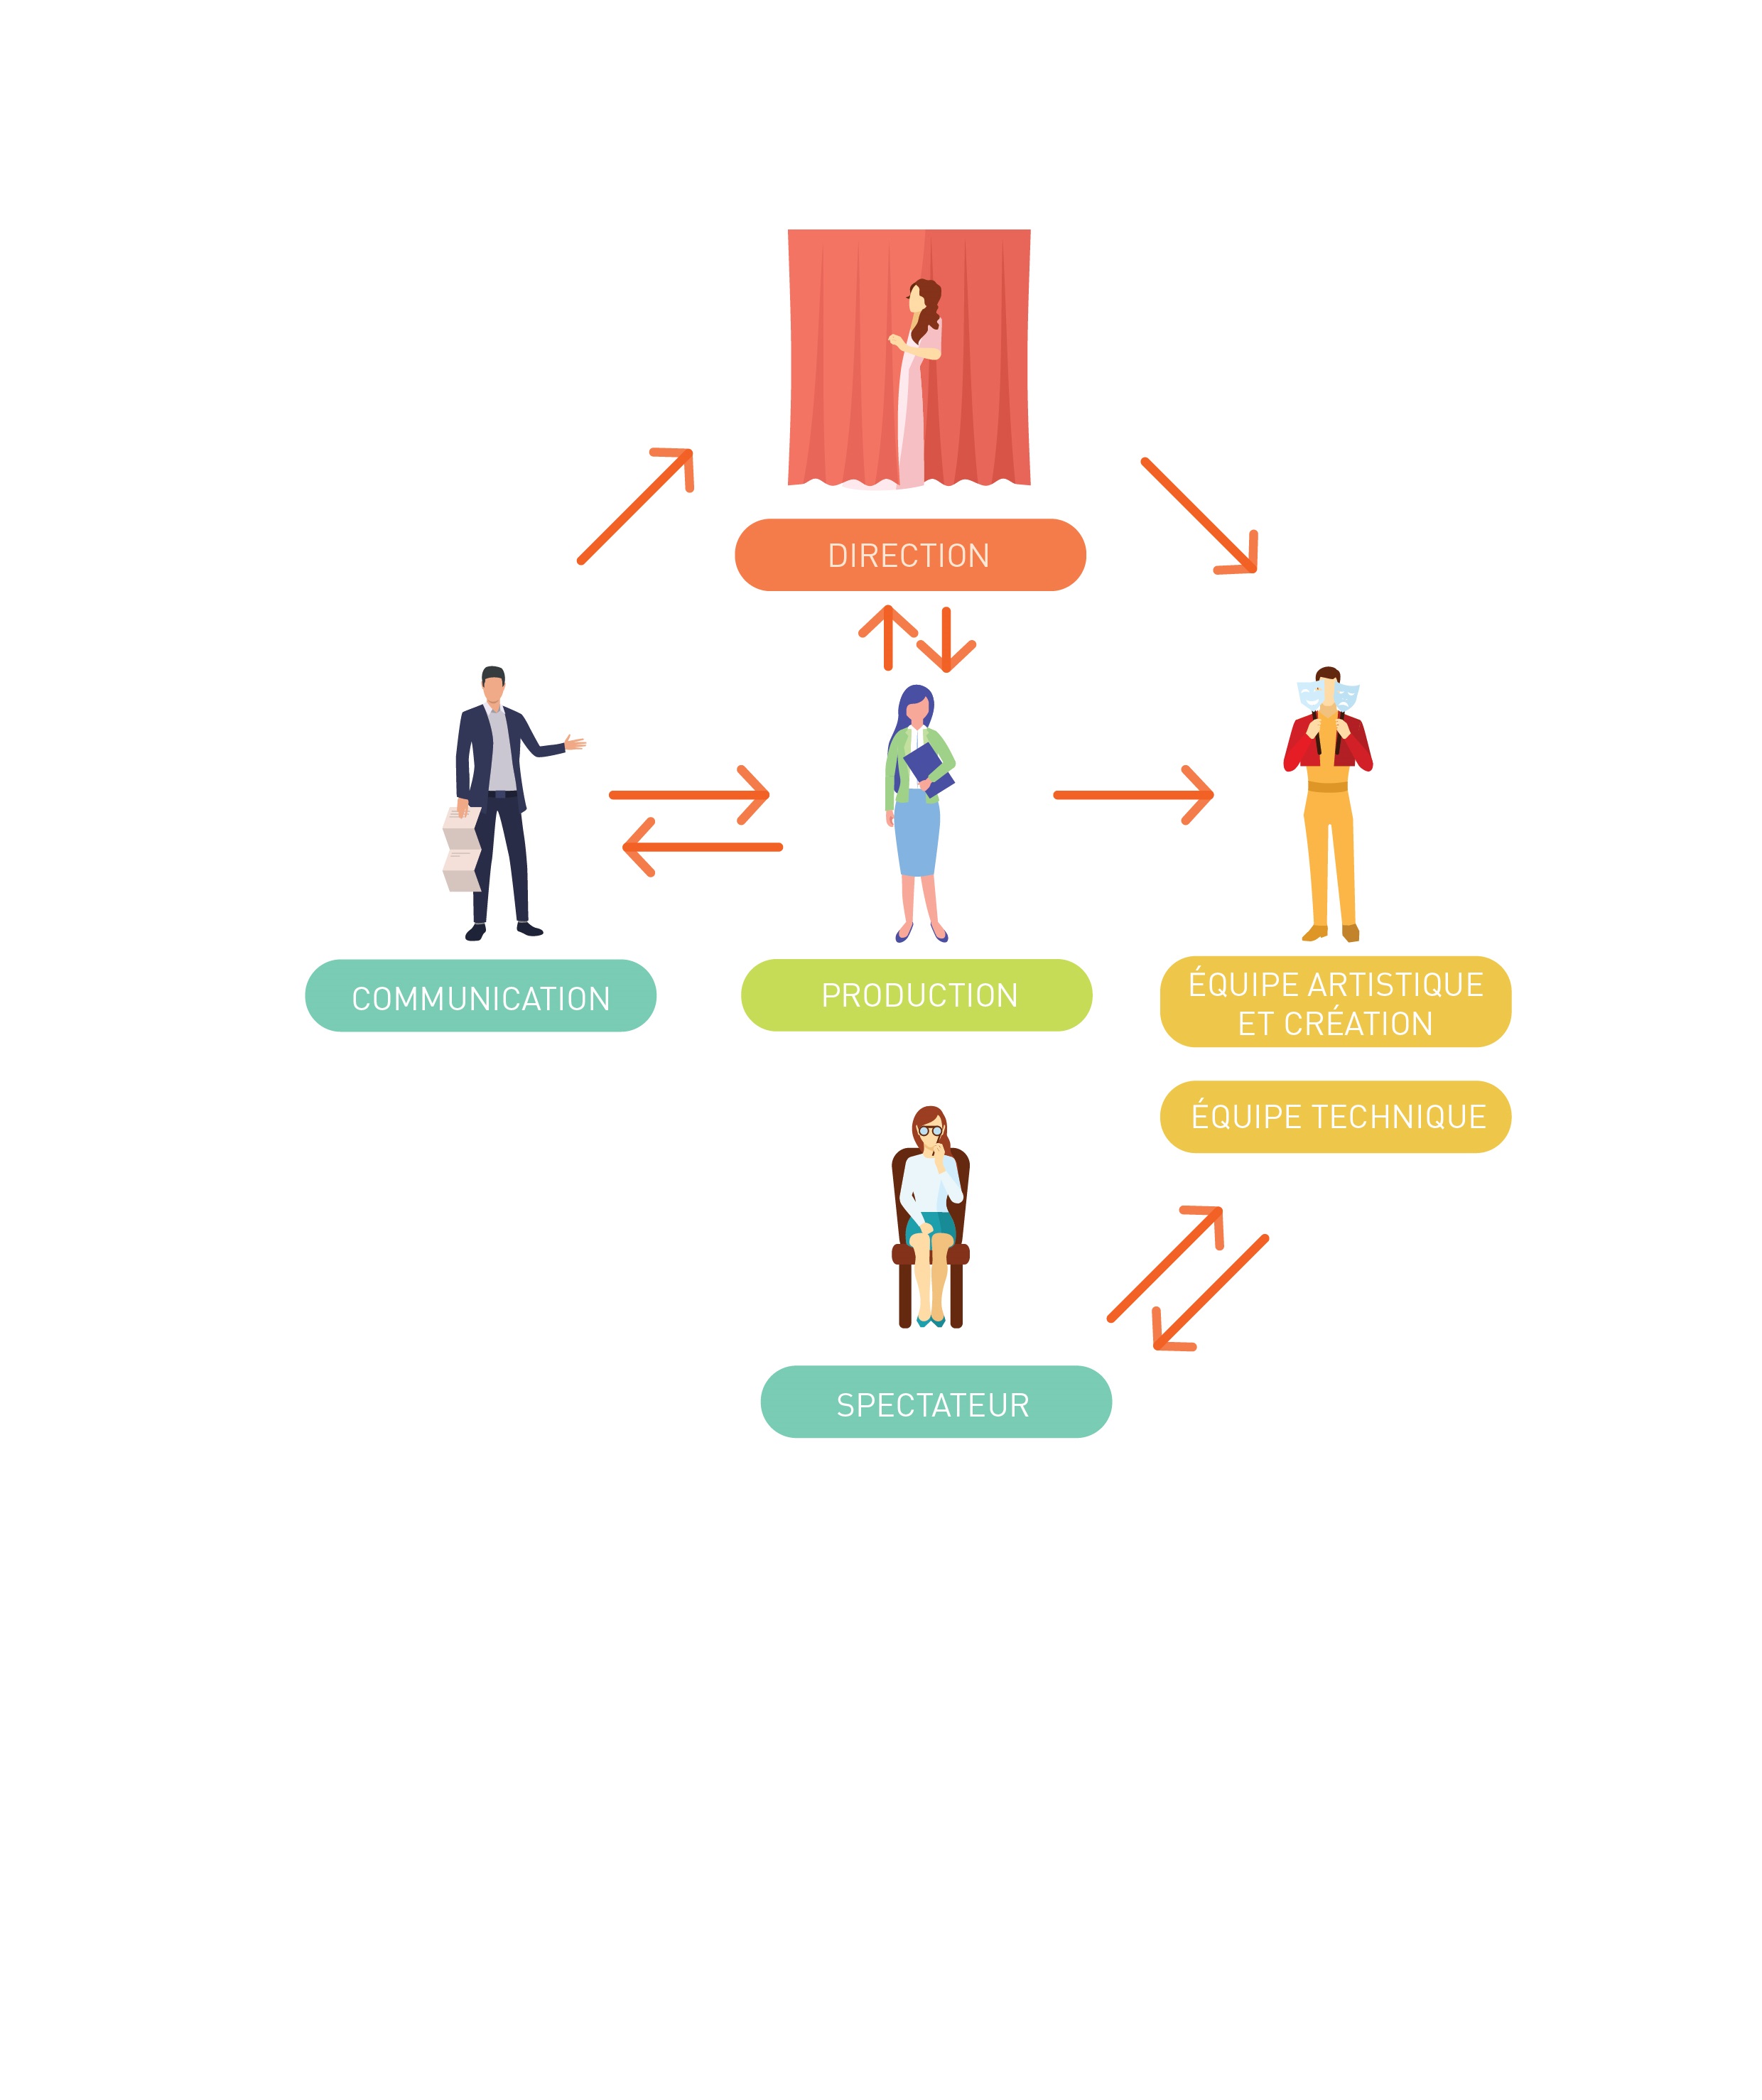 DIRECTION
COMMUNICATION
PRODUCTION
ÉQUIPE ARTISTIQUE
ET CRÉATION
ÉQUIPE TECHNIQUE
SPECTATEUR